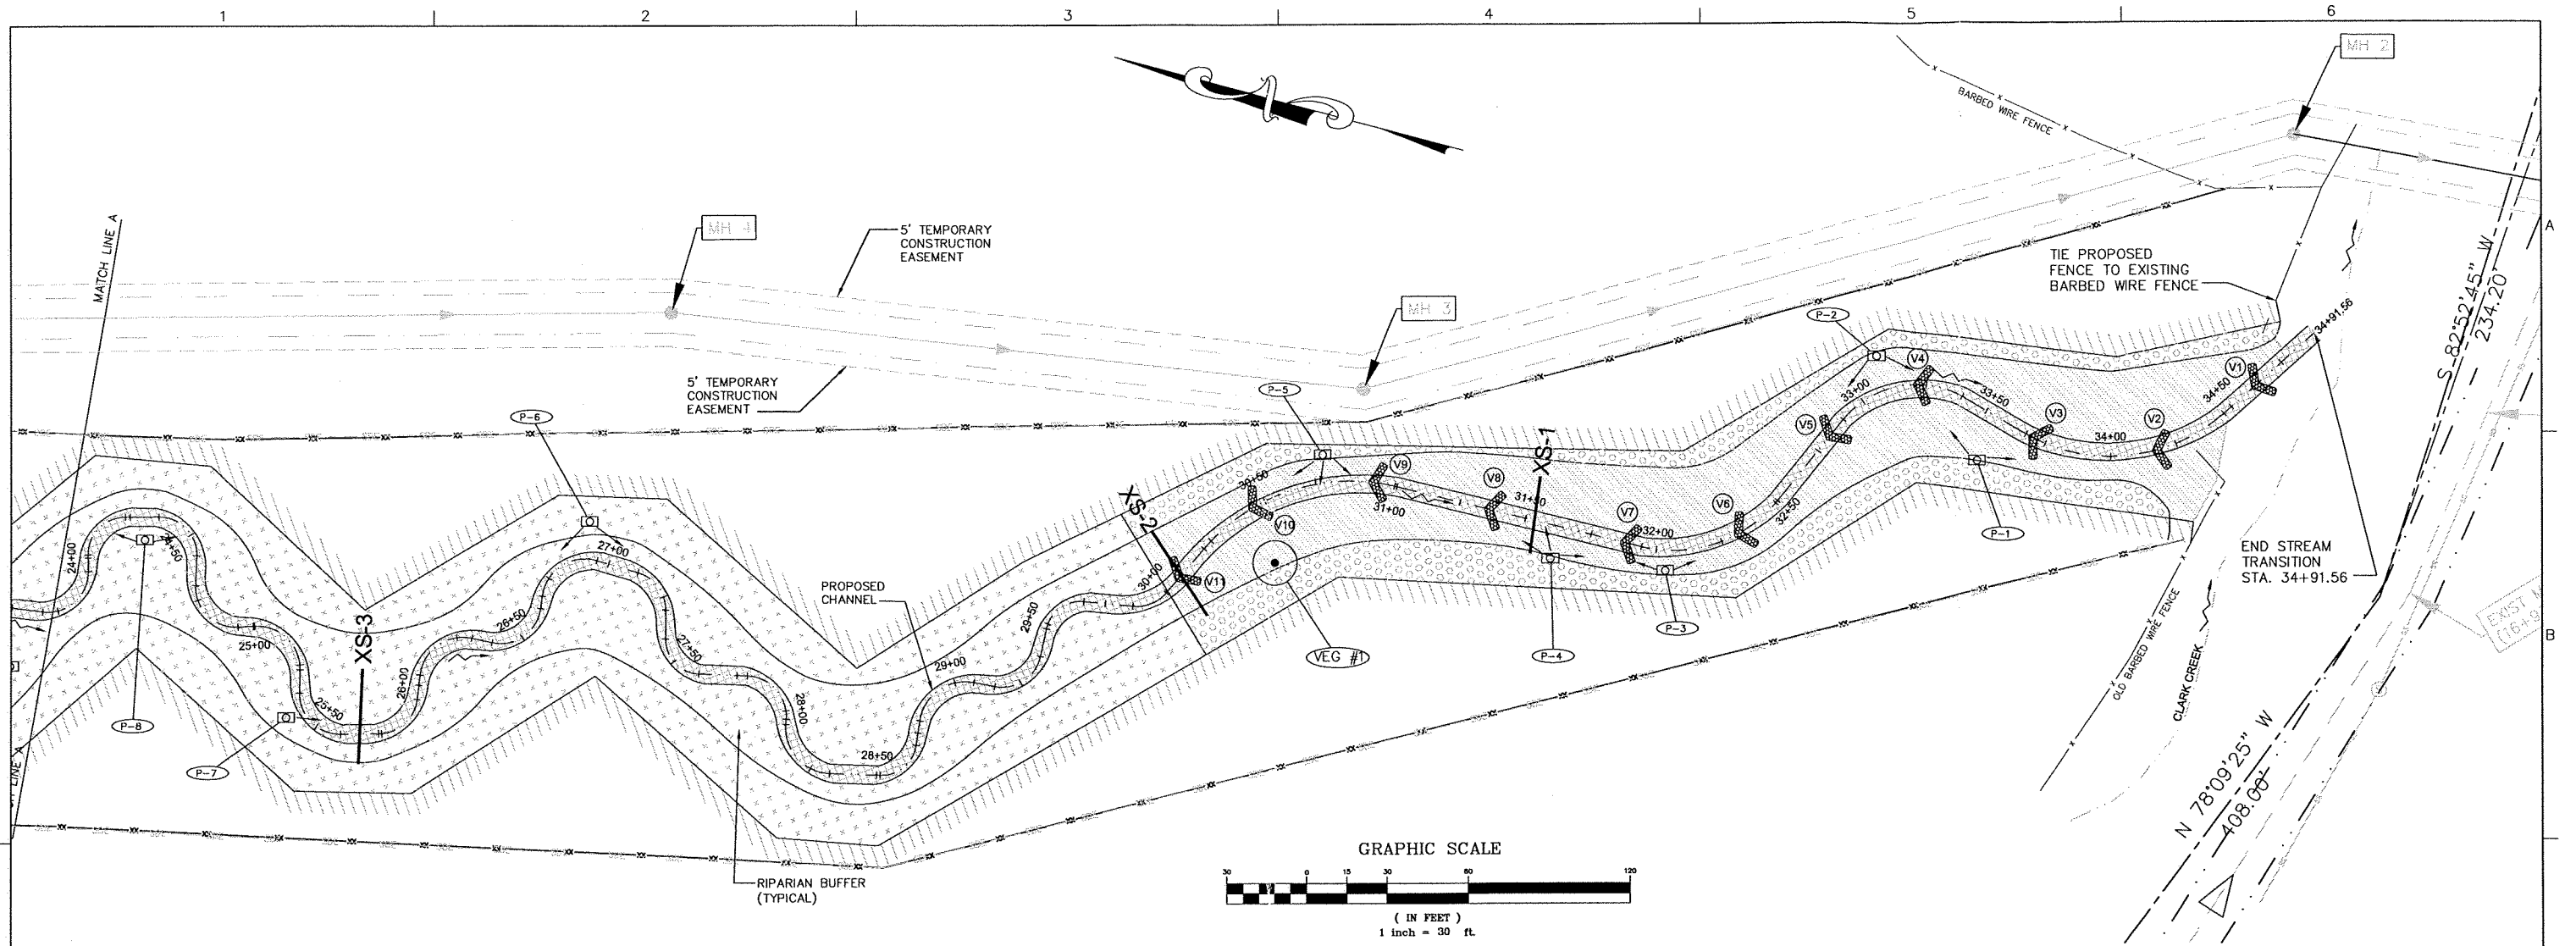 1 2 3 4 5 6
MH 2
BARBED WIRE FENCE
MATCH LINE A
MH 4
5' TEMPORARY
CONSTRUCTION
EASEMENT
A
TIE PROPOSED
FENCE TO EXISTING
BARBED WIRE FENCE
S 82°52'45" W
234.20'
MH 3
P-2
34+91.56
5' TEMPORARY
CONSTRUCTION
EASEMENT
P-5
P-6
V4
V1
33+00
33+50
34+50
V5
V3
V2
34+00
XS-1
V9
V8
30+50
31+00
31+50
XS-2
V10
V7
V6
32+00
32+50
P-1
24+00
24+50
27+00
PROPOSED
CHANNEL
30+00
V11
END STREAM
TRANSITION
STA. 34+91.56
25+00
XS-3
26+50
27+50
29+50
29+00
VEG #1
P-4
P-3
B
26+00
25+50
28+00
28+50
P-8
P-7
OLD BARBED WIRE FENCE
CLARK CREEK
N 78°09'25" W
408.00'
RIPARIAN BUFFER
(TYPICAL)
GRAPHIC SCALE
30 0 15 30 60 120
( IN FEET )
1 inch = 30 ft.